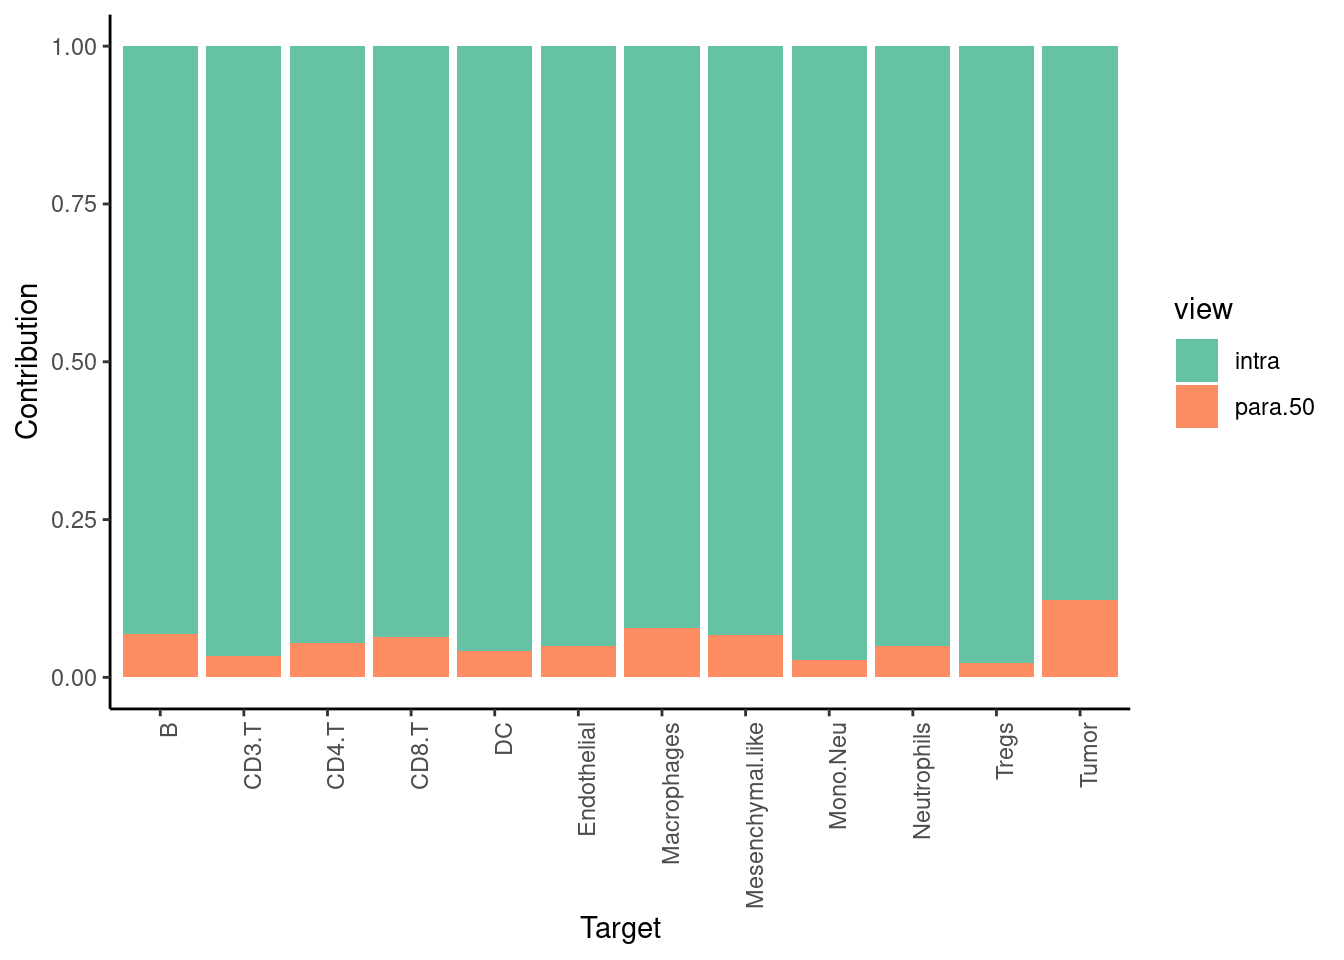 Contribution
1.00
0.75
0.50
0.25
0.00
B
CD3.T
CD4.T
CD8.T
DC
Endothelial
Macrophages
Mesenchymal.like
Mono.Neu
Neutrophils
Tregs
Tumor
Target
view
intra
para.50